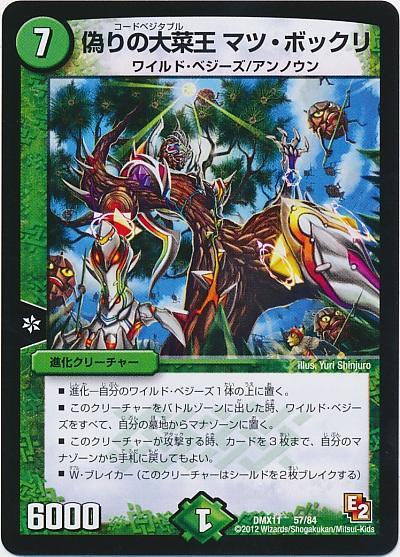 7
コードベジタブル
偽りの大菜王 マツ・ボックリ
ワイルド・ベジーズ/アンノウン
illus. Yuri Shinjuro
進化クリーチャー
■ 進化—自分のワイルド・ベジーズ1体の上に置く。
■ このクリーチャーをバトルゾーンに出した時、ワイルド・ベジーズをすべて、自分の墓地からマナゾーンに置く。
■ このクリーチャーが攻撃する時、カードを3枚まで、自分のマナゾーンから手札に戻してもよい。
■ W・ブレイカー（このクリーチャーはシールドを2枚ブレイクする）
6000
1
DMX11 57/84
©2012 Wizards/Shogakukan/Mitsui-Kids
E2